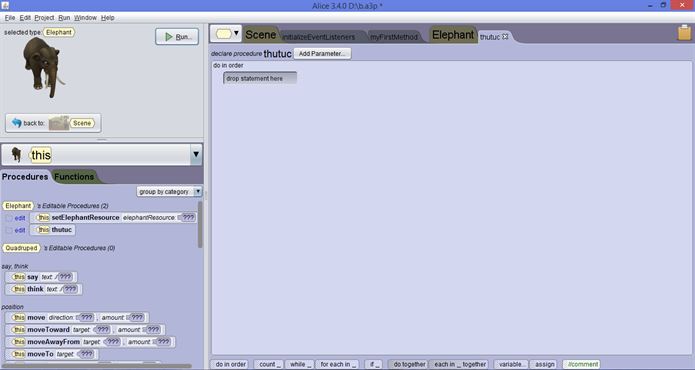 Alice 3.4.0 D:\b.a3p *
File Edit Project Run Window Help
selected type: Elephant
Run...
back to: Scene
this
Procedures Functions
group by category
Elephant 's Editable Procedures (2)
edit this setElephantResource elephantResource: ???
edit this thutuc
Quadruped 's Editable Procedures (0)
say, think
this say text: ???
this think text: ???
position
this move direction: ??? , amount: ???
this moveToward target: ??? , amount: ???
this moveAwayFrom target: ??? , amount: ???
this moveTo target: ???
Scene initializeEventListeners myFirstMethod Elephant thutuc
declare procedure thutuc Add Parameter...
do in order
drop statement here
do in order count _ while _ for each in _ if _ do together each in _ together variable... assign //comment